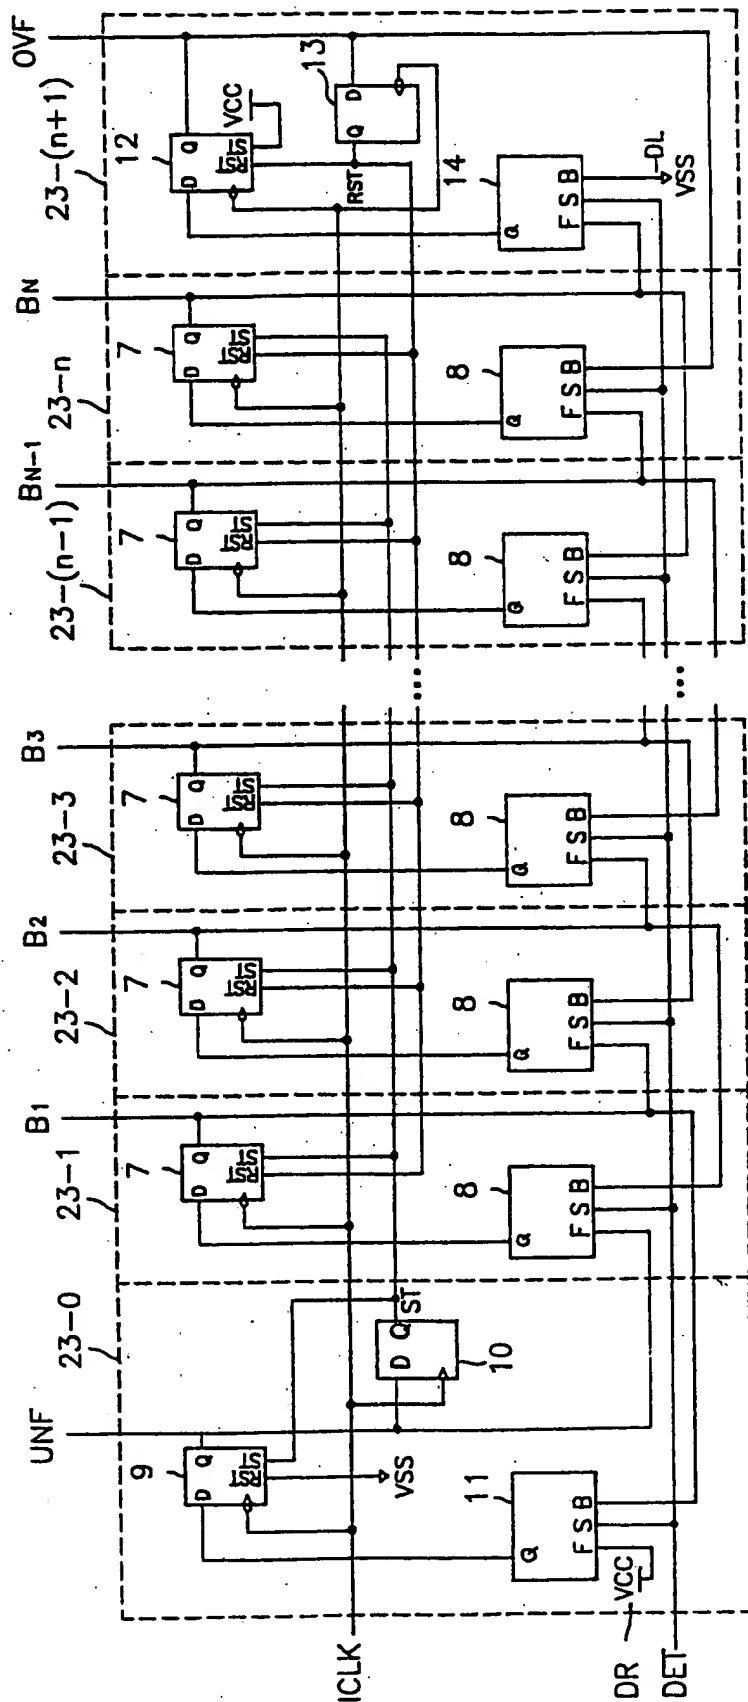 UNF
23-0
9
D Q
R̅S̅T̅
S̅T̅
VSS
D Q
S̅T̅
10
11
Q
F S B
DR
VCC
ICLK
D̅E̅T̅
23-1
B1
7
D Q
R̅S̅T̅
S̅T̅
8
Q
F S B
23-2
B2
7
D Q
R̅S̅T̅
S̅T̅
8
Q
F S B
23-3
B3
7
D Q
R̅S̅T̅
S̅T̅
8
Q
F S B
...
...
23-(n-1)
BN-1
7
D Q
R̅S̅T̅
S̅T̅
8
Q
F S B
23-n
BN
7
D Q
R̅S̅T̅
S̅T̅
8
Q
F S B
23-(n+1)
OVF
12
D Q
R̅S̅T̅
S̅T̅
VCC
13
Q D
RST
14
Q
F S B
DL
VSS